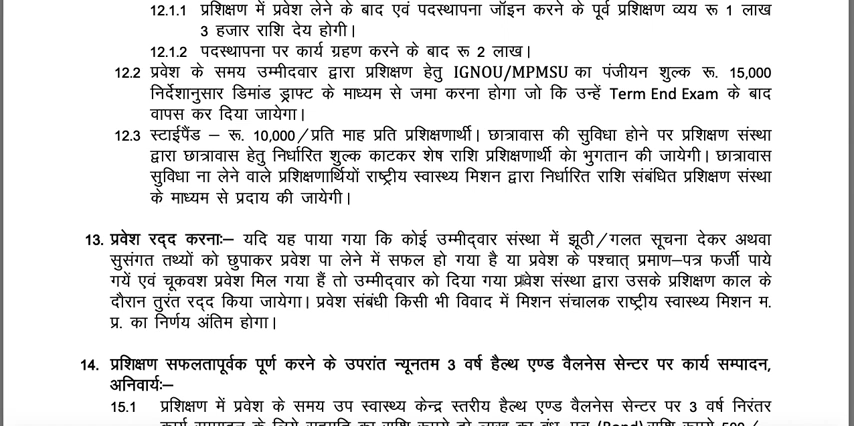 12.1.1 प्रशिक्षण में प्रवेश लेने के बाद एवं पदस्थापना जॉइन करने के पूर्व प्रशिक्षण व्यय रू 1 लाख
3 हजार राशि देय होगी।
12.1.2 पदस्थापना पर कार्य ग्रहण करने के बाद रू 2 लाख।
12.2 प्रवेश के समय उम्मीदवार द्वारा प्रशिक्षण हेतु IGNOU/MPMSU का पंजीयन शुल्क रू. 15,000
निर्देशानुसार डिमांड ड्राफ्ट के माध्यम से जमा करना होगा जो कि उन्हें Term End Exam के बाद
वापस कर दिया जायेगा।
12.3 स्टाईपैंड – रू. 10,000/प्रति माह प्रति प्रशिक्षणार्थी। छात्रावास की सुविधा होने पर प्रशिक्षण संस्था
द्वारा छात्रावास हेतु निर्धारित शुल्क काटकर शेष राशि प्रशिक्षणार्थी केा भुगतान की जायेगी। छात्रावास
सुविधा ना लेने वाले प्रशिक्षणार्थियों राष्ट्रीय स्वास्थ्य मिशन द्वारा निर्धारित राशि संबंधित प्रशिक्षण संस्था
के माध्यम से प्रदाय की जायेगी।
13. प्रवेश रद्द करनाः– यदि यह पाया गया कि कोई उम्मीद्वार संस्था में झूठी/गलत सूचना देकर अथवा
सुसंगत तथ्यों को छुपाकर प्रवेश पा लेने में सफल हो गया है या प्रवेश के पश्चात् प्रमाण–पत्र फर्जी पाये
गयें एवं चूकवश प्रवेश मिल गया हैं तो उम्मीद्वार को दिया गया प्रवेश संस्था द्वारा उसके प्रशिक्षण काल के
दौरान तुरंत रद्द किया जायेगा। प्रवेश संबंधी किसी भी विवाद में मिशन संचालक राष्ट्रीय स्वास्थ्य मिशन म.
प्र. का निर्णय अंतिम होगा।
14. प्रशिक्षण सफलतापूर्वक पूर्ण करने के उपरांत न्यूनतम 3 वर्ष हैल्थ एण्ड वैलनेस सेन्टर पर कार्य सम्पादन,
अनिवार्यः–
15.1 प्रशिक्षण में प्रवेश के समय उप स्वास्थ्य केन्द्र स्तरीय हैल्थ एण्ड वैलनेस सेन्टर पर 3 वर्ष निरंतर